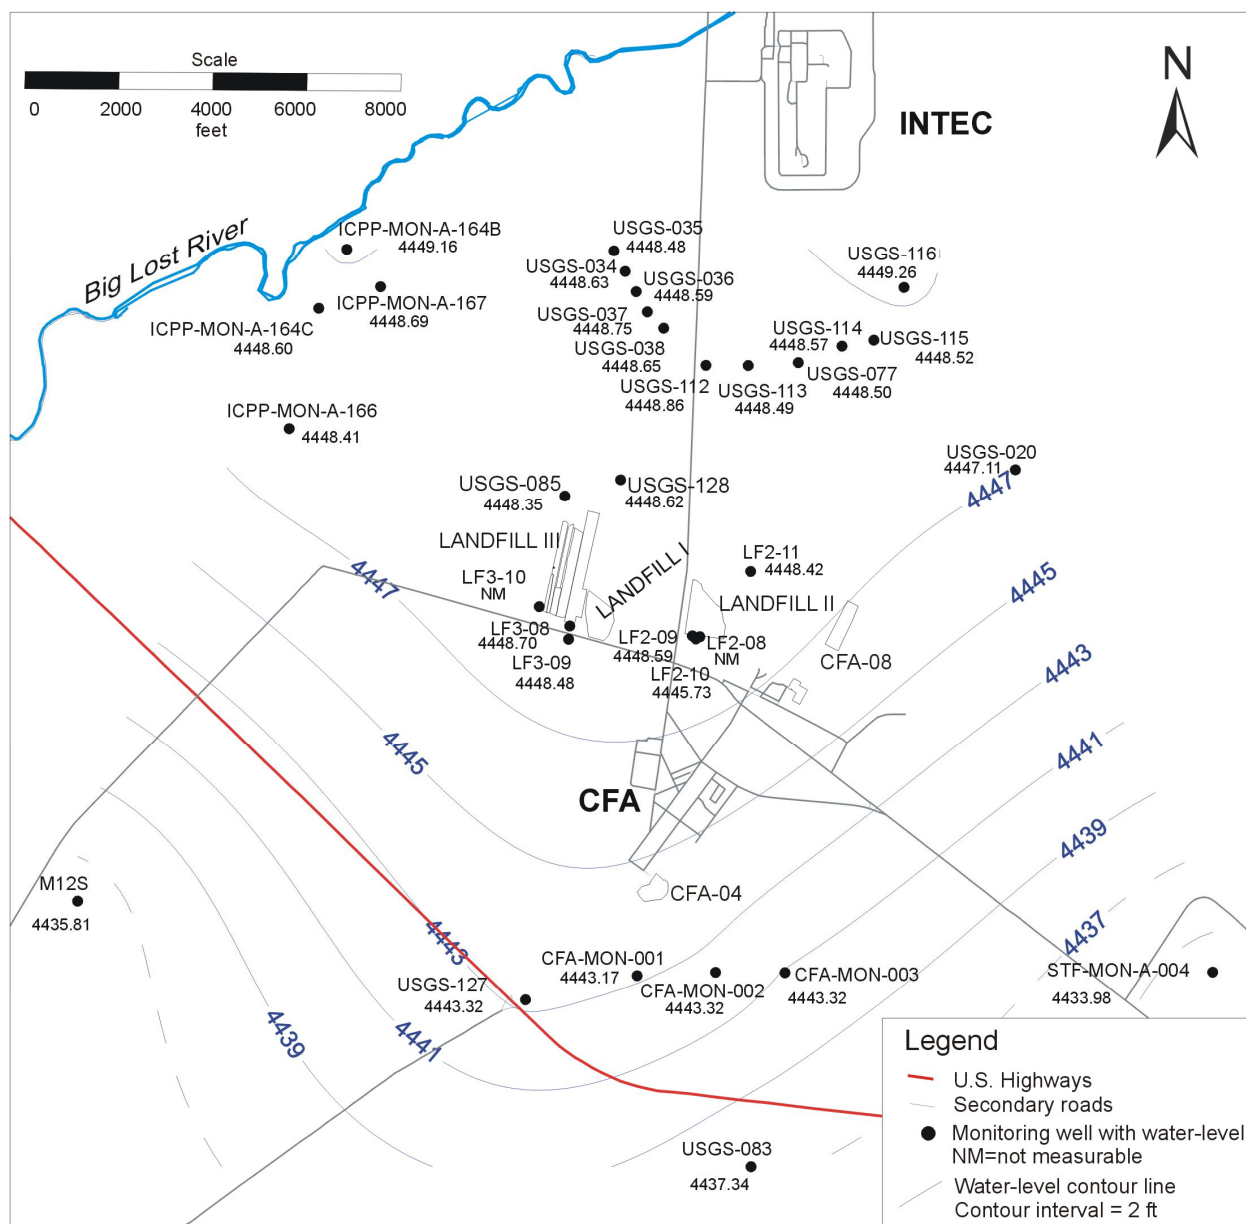 Scale
0 2000 4000 6000 8000
feet
N
INTEC
Big Lost River
ICPP-MON-A-164B
4449.16
ICPP-MON-A-167
4448.69
ICPP-MON-A-164C
4448.60
USGS-035
4448.48
USGS-034
4448.63
USGS-036
4448.59
USGS-037
4448.75
USGS-038
4448.65
USGS-112
4448.86
USGS-113
4448.49
USGS-077
4448.50
USGS-114
4448.57
USGS-115
4448.52
USGS-116
4449.26
ICPP-MON-A-166
4448.41
USGS-020
4447.11
4447
USGS-085
4448.35
USGS-128
4448.62
LANDFILL III
LANDFILL I
LF3-10
NM
LF2-11
4448.42
LANDFILL II
4447
4445
LF3-08
4448.70
LF3-09
4448.48
LF2-09
4448.59
LF2-08
NM
LF2-10
4445.73
CFA-08
4443
4445
4441
CFA
4439
CFA-04
M12S
4435.81
4443
4437
CFA-MON-001
4443.17
CFA-MON-002
4443.32
CFA-MON-003
4443.32
STF-MON-A-004
4433.98
USGS-127
4443.32
4439
4441
USGS-083
4437.34
Legend
U.S. Highways
Secondary roads
Monitoring well with water-level
NM=not measurable
Water-level contour line
Contour interval = 2 ft